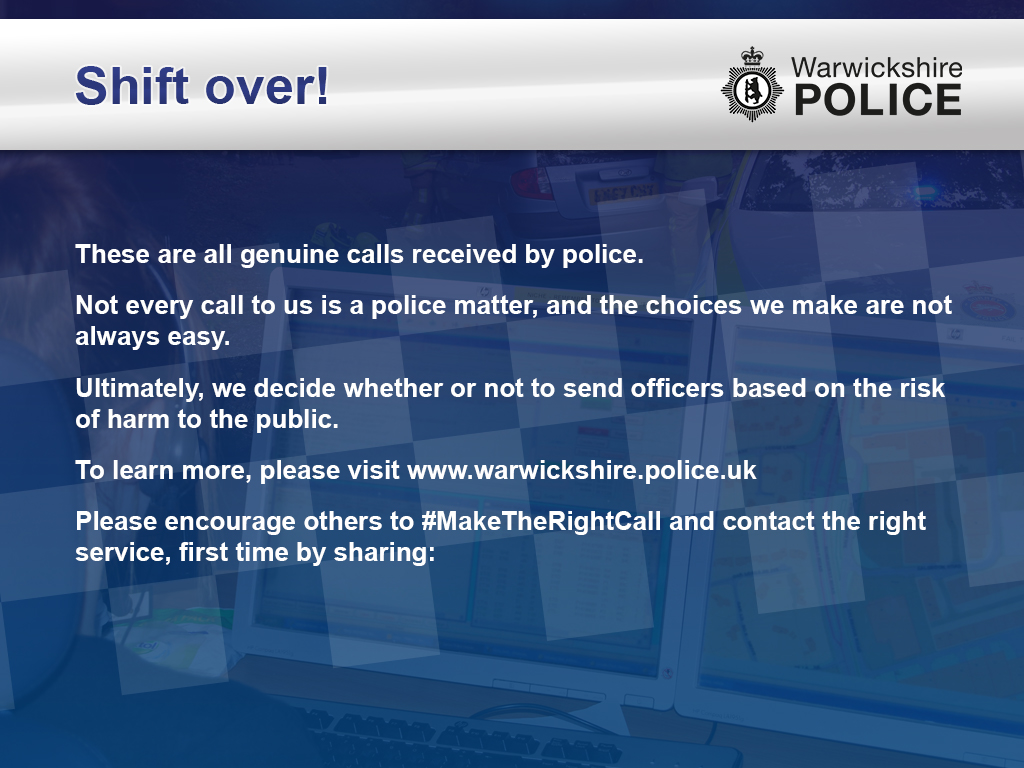 Shift over!
Warwickshire
POLICE
These are all genuine calls received by police.
Not every call to us is a police matter, and the choices we make are not
always easy.
Ultimately, we decide whether or not to send officers based on the risk
of harm to the public.
To learn more, please visit www.warwickshire.police.uk
Please encourage others to #MakeTheRightCall and contact the right
service, first time by sharing: